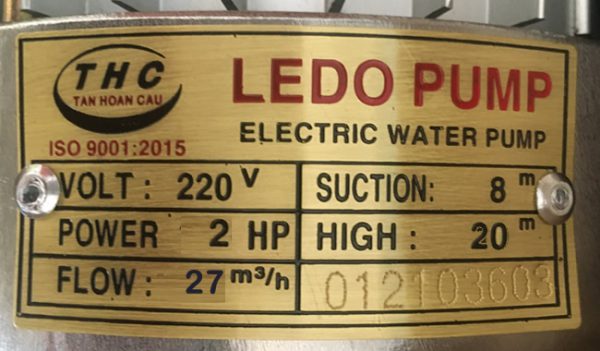 THC
TAN HOAN CAU
ISO 9001:2015
LEDO PUMP
ELECTRIC WATER PUMP
VOLT : 220 V
SUCTION: 8 m
POWER 2 HP
HIGH : 20 m
FLOW : 27 m³/h
012103603